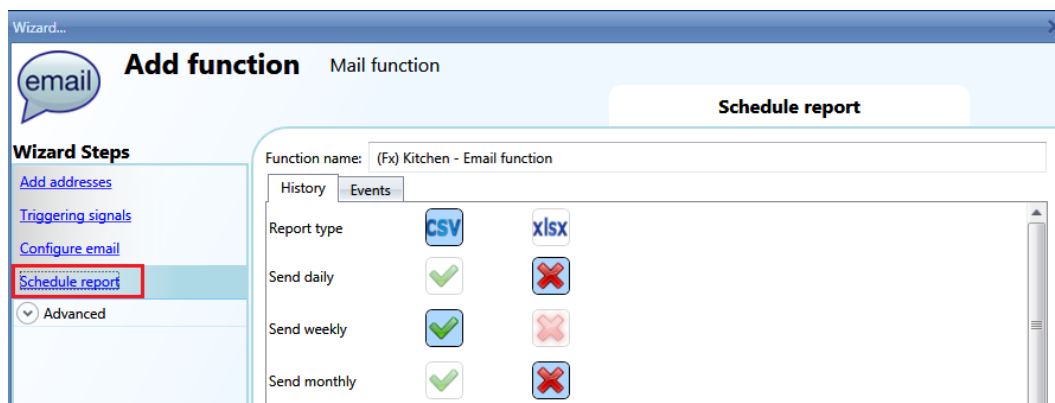 Wizard...
email
Add function Mail function
Schedule report
Wizard Steps
Add addresses
Triggering signals
Configure email
Schedule report
Advanced
Function name: (Fx) Kitchen - Email function
History Events
Report type CSV xlsx
Send daily
Send weekly
Send monthly